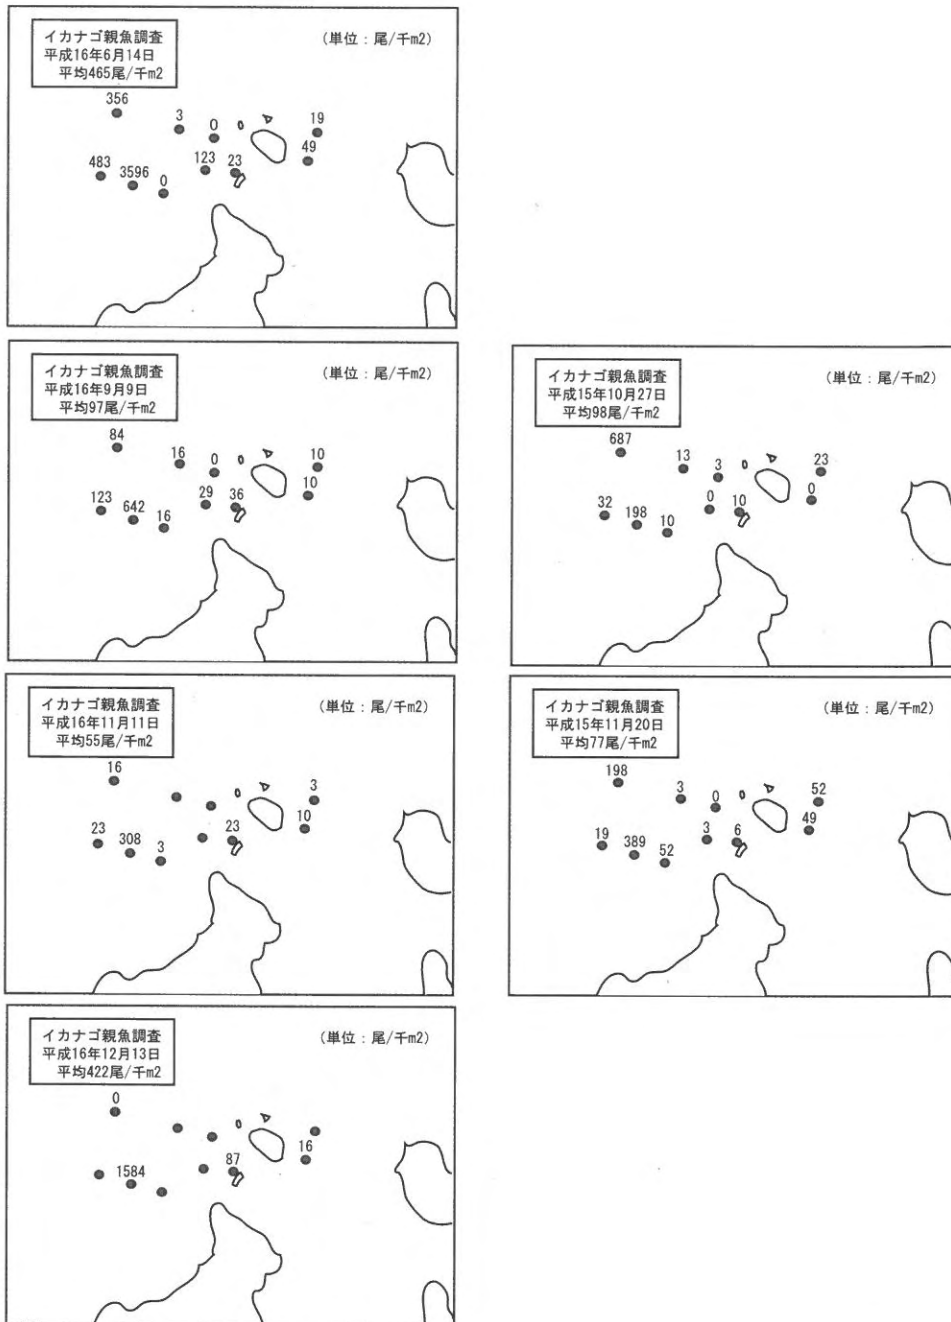 イカナゴ親魚調査
平成16年6月14日
平均465尾/千m2
(単位：尾/千m2)
356
3
0
19
49
483
3596
0
123
23
イカナゴ親魚調査
平成16年9月9日
平均97尾/千m2
(単位：尾/千m2)
84
16
0
10
10
123
642
16
29
36
イカナゴ親魚調査
平成15年10月27日
平均98尾/千m2
(単位：尾/千m2)
687
13
3
23
0
32
198
10
0
10
イカナゴ親魚調査
平成16年11月11日
平均55尾/千m2
(単位：尾/千m2)
16
3
10
23
308
3
23
イカナゴ親魚調査
平成15年11月20日
平均77尾/千m2
(単位：尾/千m2)
198
3
0
52
49
19
389
52
3
6
イカナゴ親魚調査
平成16年12月13日
平均422尾/千m2
(単位：尾/千m2)
0
1584
87
16